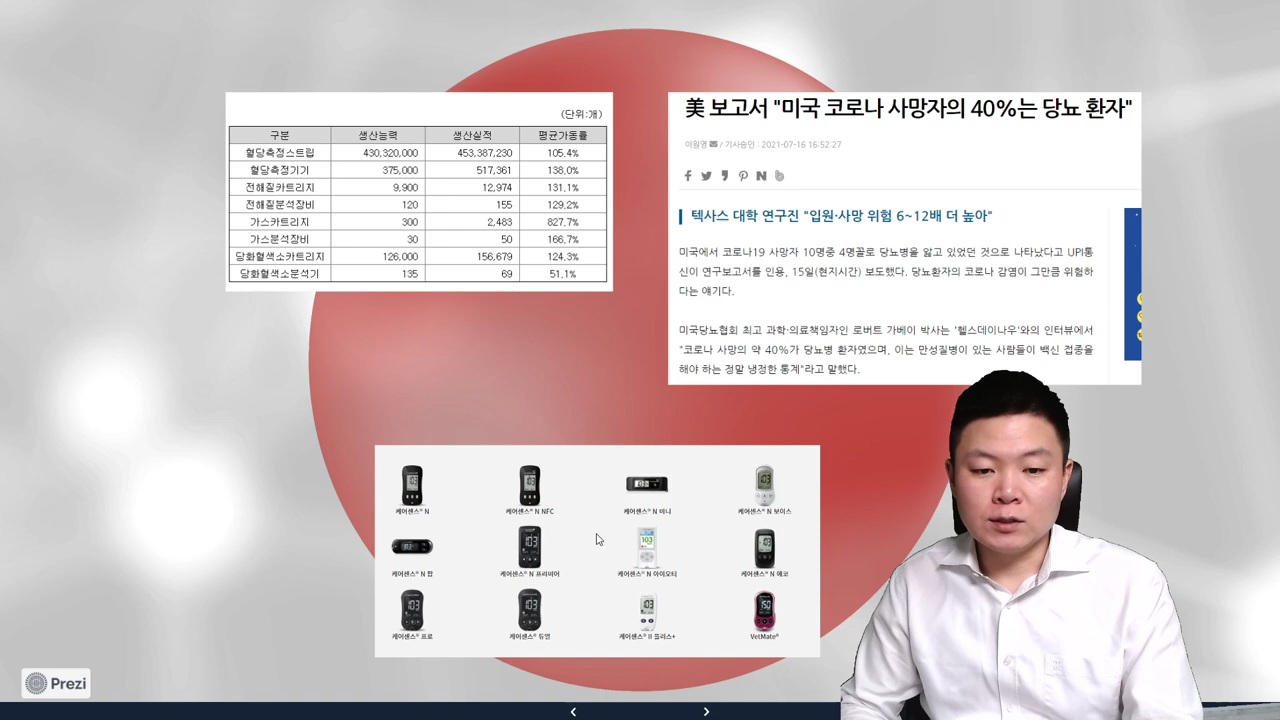 (단위:개)
구분 생산능력 생산실적 평균가동률
혈당측정스트립 430,320,000 453,387,230 105.4%
혈당측정기기 375,000 517,361 138.0%
전해질카트리지 9,900 12,974 131.1%
전해질분석장비 120 155 129.2%
가스카트리지 300 2,483 827.7%
가스분석장비 30 50 166.7%
당화혈색소카트리지 126,000 156,679 124.3%
당화혈색소분석기 135 69 51.1%
美 보고서 "미국 코로나 사망자의 40%는 당뇨 환자"
이원영 / 기사승인 : 2021-07-16 16:52:27
텍사스 대학 연구진 "입원·사망 위험 6~12배 더 높아"
미국에서 코로나19 사망자 10명중 4명꼴로 당뇨병을 앓고 있었던 것으로 나타났다고 UPI통
신이 연구보고서를 인용, 15일(현지시간) 보도했다. 당뇨환자의 코로나 감염이 그만큼 위험하
다는 얘기다.
미국당뇨협회 최고 과학·의료책임자인 로버트 가베이 박사는 '헬스데이나우'와의 인터뷰에서
"코로나 사망의 약 40%가 당뇨병 환자였으며, 이는 만성질병이 있는 사람들이 백신 접종을
해야 하는 정말 냉정한 통계"라고 말했다.
케어센스® N 케어센스® N NFC 케어센스® N 미니 케어센스® N 보이스
케어센스® N 팝 케어센스® N 프리미어 케어센스® N 아이오티 케어센스® N 에코
케어센스® 프로 케어센스® 듀얼 케어센스® II 플러스+ VetMate®
Prezi